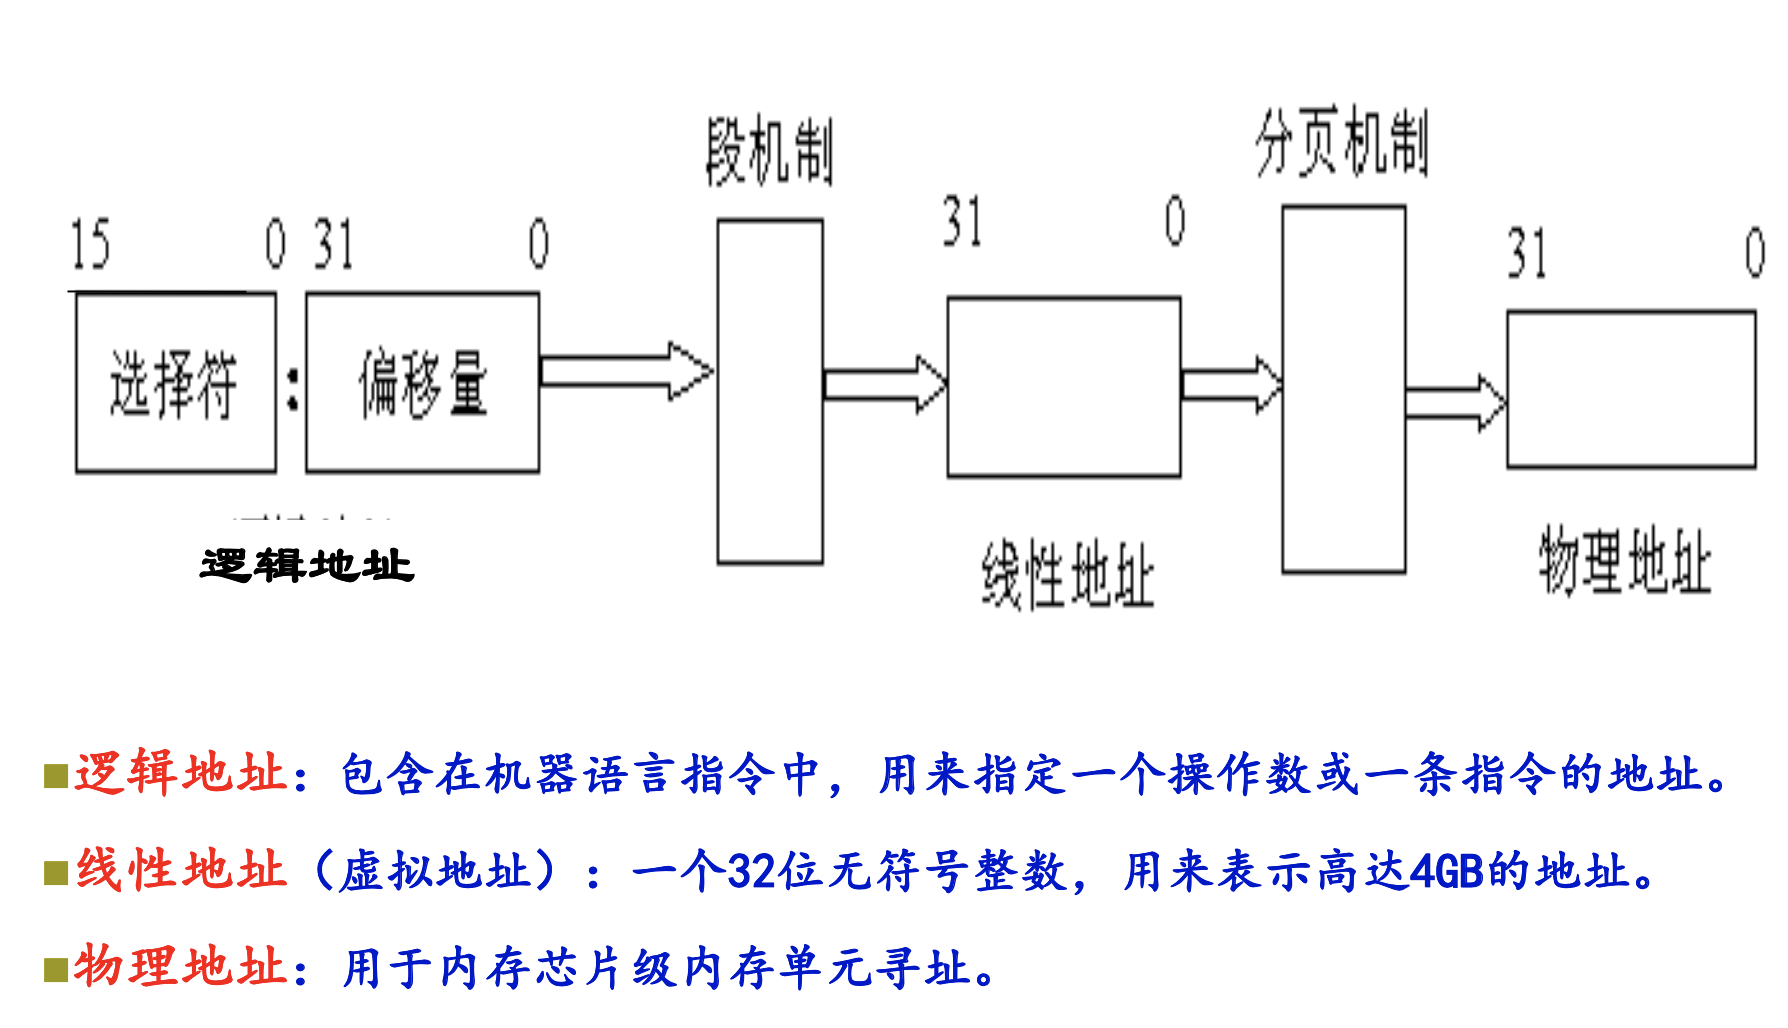 段机制
分页机制
15 0 31 0
31 0
31 0
选择符 : 偏移量
逻辑地址
线性地址
物理地址
逻辑地址：包含在机器语言指令中，用来指定一个操作数或一条指令的地址。
线性地址（虚拟地址）：一个32位无符号整数，用来表示高达4GB的地址。
物理地址：用于内存芯片级内存单元寻址。